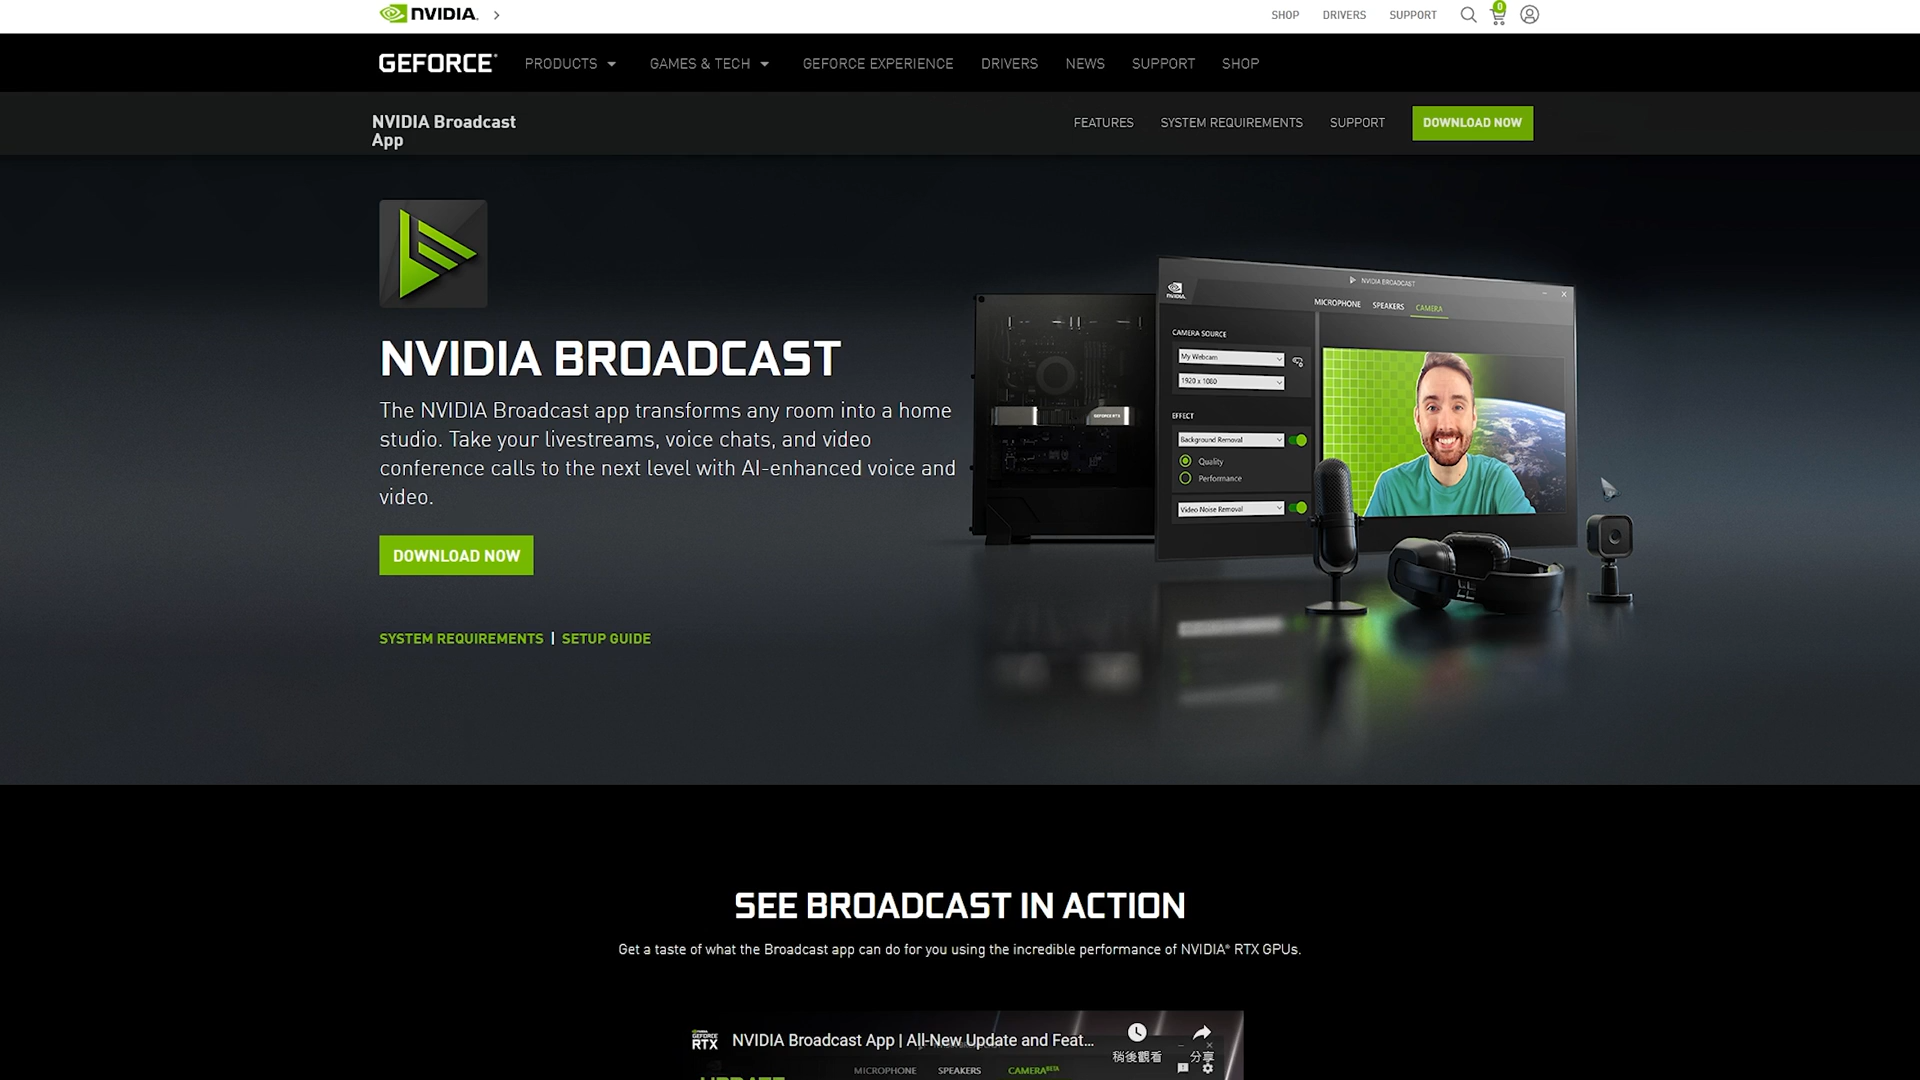 NVIDIA.
SHOP
DRIVERS
SUPPORT
0
GEFORCE
PRODUCTS
GAMES & TECH
GEFORCE EXPERIENCE
DRIVERS
NEWS
SUPPORT
SHOP
NVIDIA Broadcast
App
FEATURES
SYSTEM REQUIREMENTS
SUPPORT
DOWNLOAD NOW
NVIDIA BROADCAST
The NVIDIA Broadcast app transforms any room into a home
studio. Take your livestreams, voice chats, and video
conference calls to the next level with AI-enhanced voice and
video.
DOWNLOAD NOW
SYSTEM REQUIREMENTS | SETUP GUIDE
NVIDIA BROADCAST
NVIDIA.
MICROPHONE
SPEAKERS
CAMERA
CAMERA SOURCE
My Webcam
1920 x 1080
EFFECT
Background Removal
Quality
Performance
Video Noise Removal
GEFORCE RTX
SEE BROADCAST IN ACTION
Get a taste of what the Broadcast app can do for you using the incredible performance of NVIDIA® RTX GPUs.
GEFORCE
RTX
NVIDIA Broadcast App | All-New Update and Feat...
稍後觀看
分享
MICROPHONE
SPEAKERS
CAMERA BETA
UPDATE